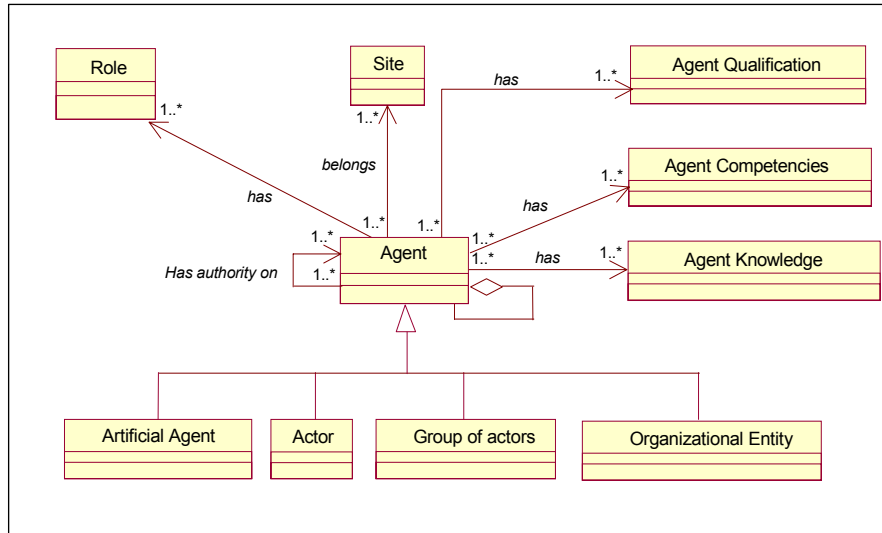 Role
Site
Agent Qualification
has
1..*
1..*
1..*
belongs
Agent Competencies
1..*
has
has
1..*
1..*
1..*
1..*
Agent
1..*
1..*
has
Agent Knowledge
Has authority on
1..*
Artificial Agent
Actor
Group of actors
Organizational Entity